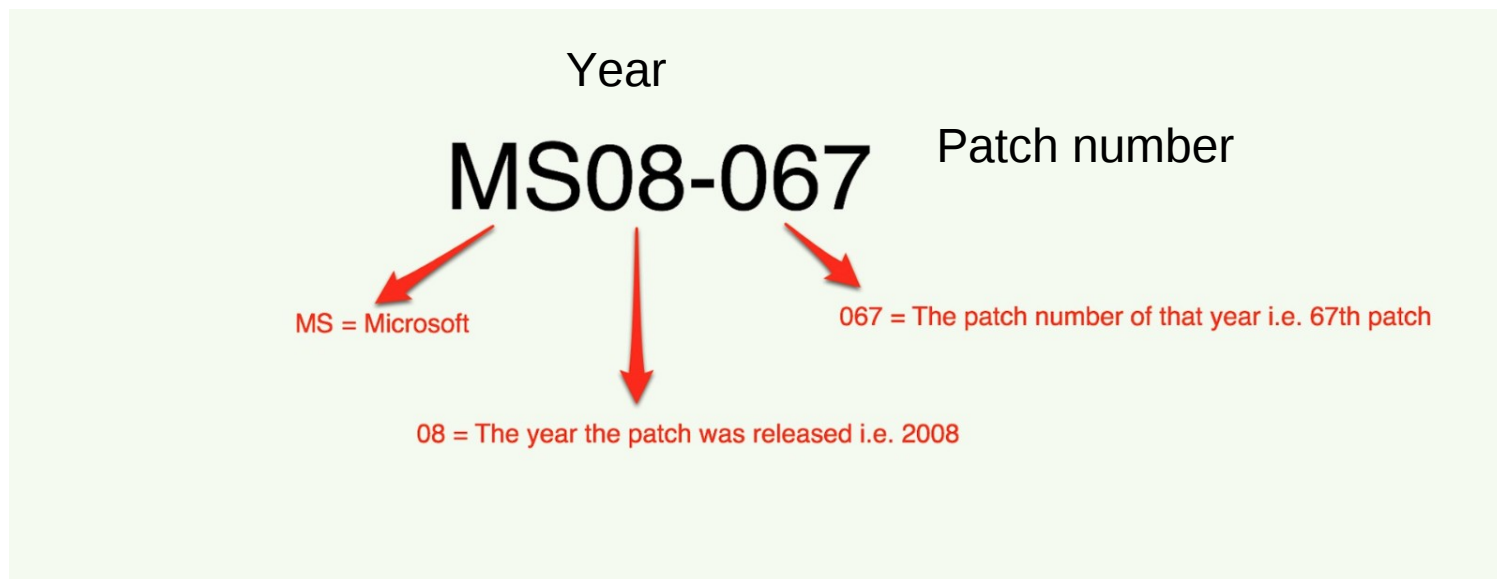 Year
Patch number
MS08-067
MS = Microsoft
067 = The patch number of that year i.e. 67th patch
08 = The year the patch was released i.e. 2008